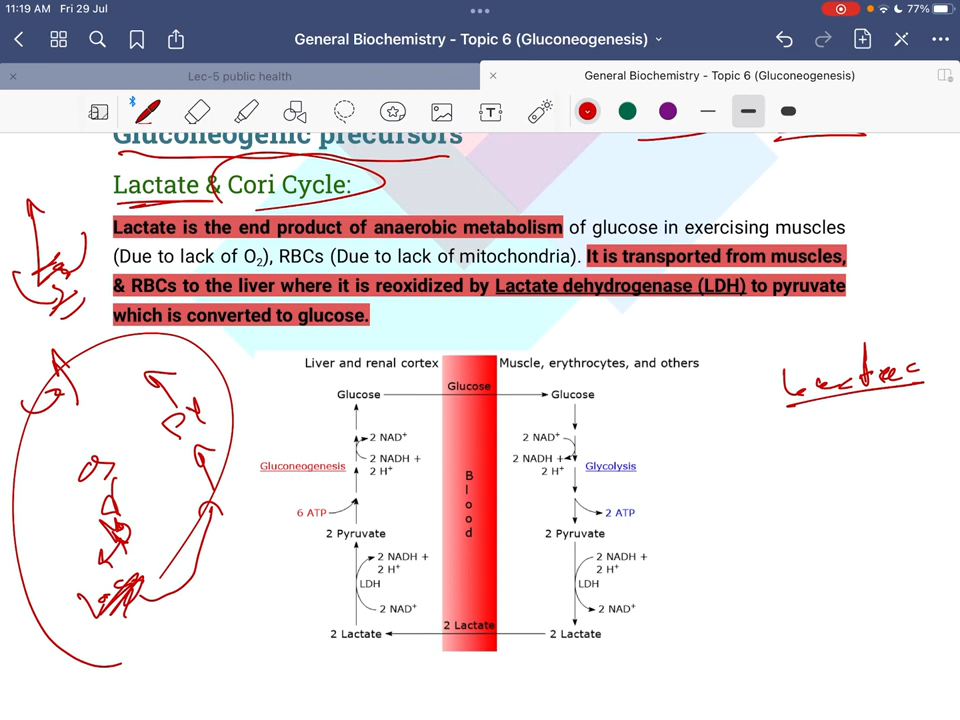 11:19 AM Fri 29 Jul
77%
General Biochemistry - Topic 6 (Gluconeogenesis)
Lec-5 public health
General Biochemistry - Topic 6 (Gluconeogenesis)
Gluconeogenic precursors
Lactate & Cori Cycle:
Lactate is the end product of anaerobic metabolism of glucose in exercising muscles
(Due to lack of O₂), RBCs (Due to lack of mitochondria). It is transported from muscles,
& RBCs to the liver where it is reoxidized by Lactate dehydrogenase (LDH) to pyruvate
which is converted to glucose.
Liver and renal cortex
Muscle, erythrocytes, and others
Glucose
Glucose
Glucose
2 NAD⁺
2 NADH +
2 H⁺
Gluconeogenesis
6 ATP
2 Pyruvate
2 NADH +
2 H⁺
LDH
2 NAD⁺
2 Lactate
Blood
2 Lactate
2 NAD⁺
2 NADH +
2 H⁺
Glycolysis
2 ATP
2 Pyruvate
2 NADH +
2 H⁺
LDH
2 NAD⁺
2 Lactate